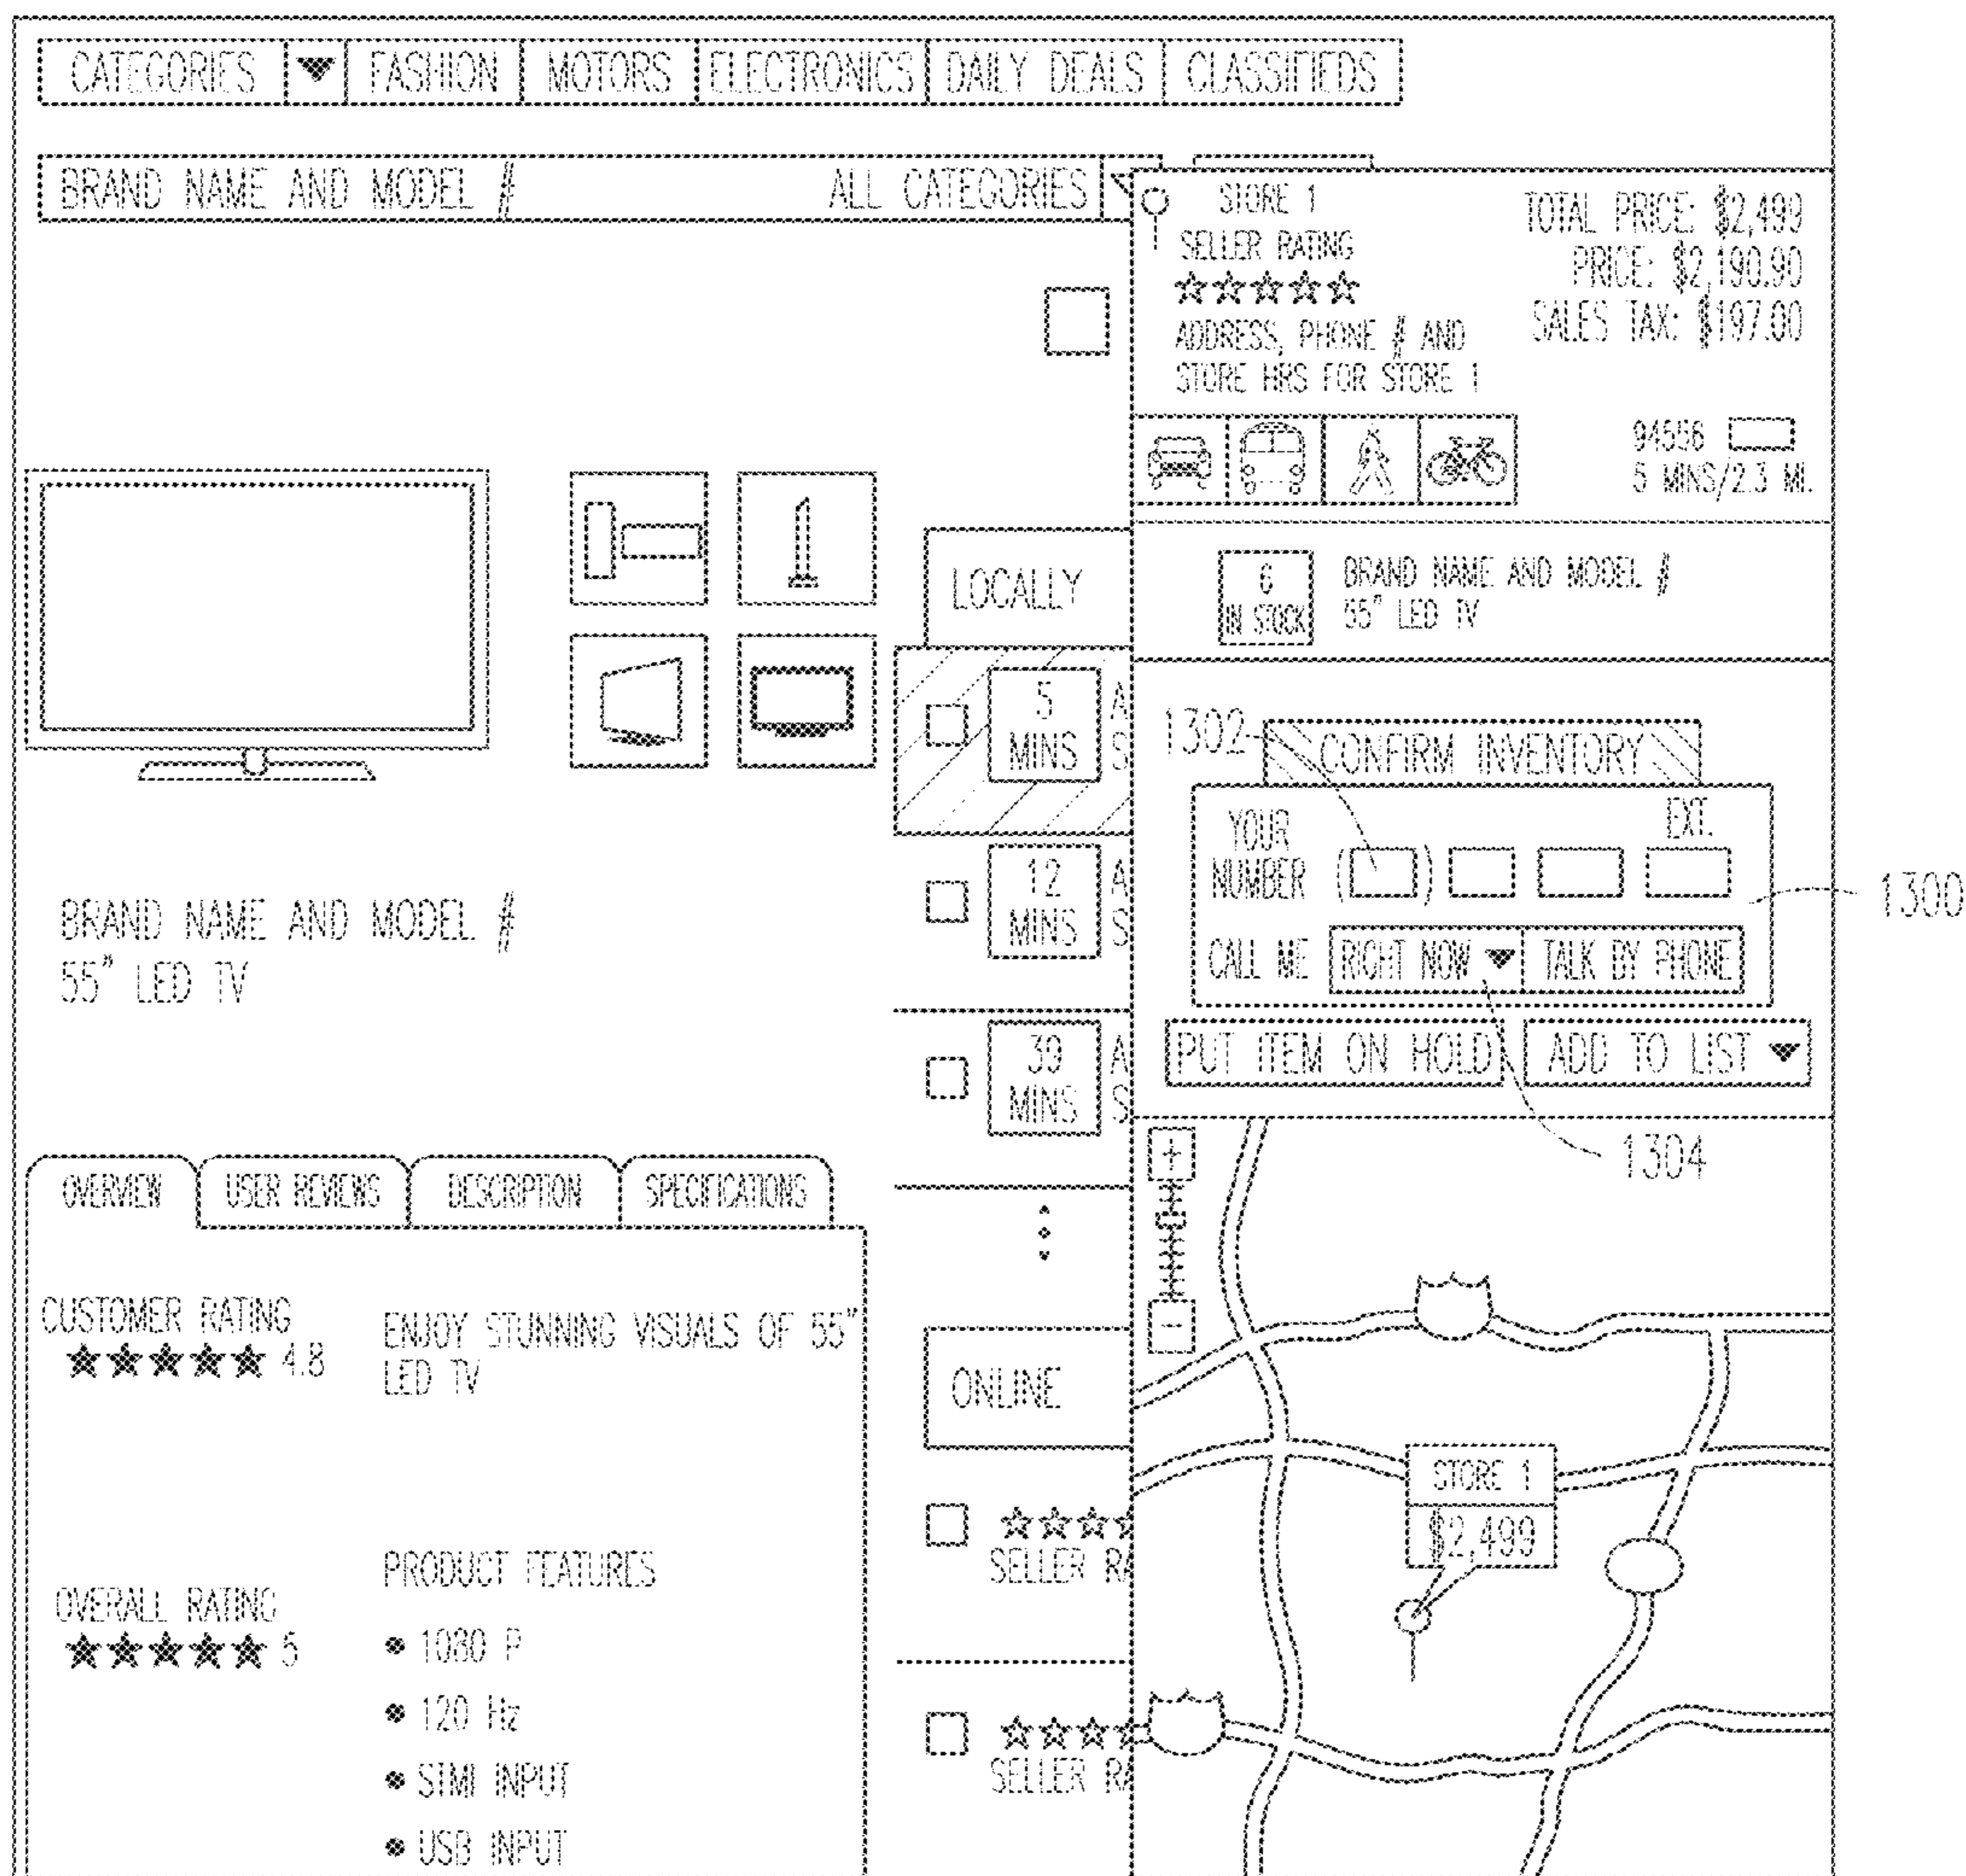 CATEGORIES FASHION MOTORS ELECTRONICS DAILY DEALS CLASSIFIEDS
BRAND NAME AND MODEL # ALL CATEGORIES
STORE 1
SELLER RATING
ADDRESS, PHONE # AND
STORE HRS FOR STORE 1
TOTAL PRICE: $2,499
PRICE: $2,190.90
SALES TAX: $197.00
94556
5 MINS/2.3 MI.
6
IN STOCK
BRAND NAME AND MODEL #
55" LED TV
LOCALLY
5
MINS
A
S
12
MINS
A
S
39
MINS
A
S
1302
CONFIRM INVENTORY
YOUR
NUMBER
( )
EXT.
1300
CALL ME RIGHT NOW TALK BY PHONE
PUT ITEM ON HOLD ADD TO LIST
1304
BRAND NAME AND MODEL #
55" LED TV
OVERVIEW USER REVIEWS DESCRIPTION SPECIFICATIONS
CUSTOMER RATING
4.8
ENJOY STUNNING VISUALS OF 55"
LED TV
OVERALL RATING
5
PRODUCT FEATURES
• 1080 P
• 120 Hz
• STMI INPUT
• USB INPUT
ONLINE
SELLER RA
SELLER RA
+
−
STORE 1
$2,499